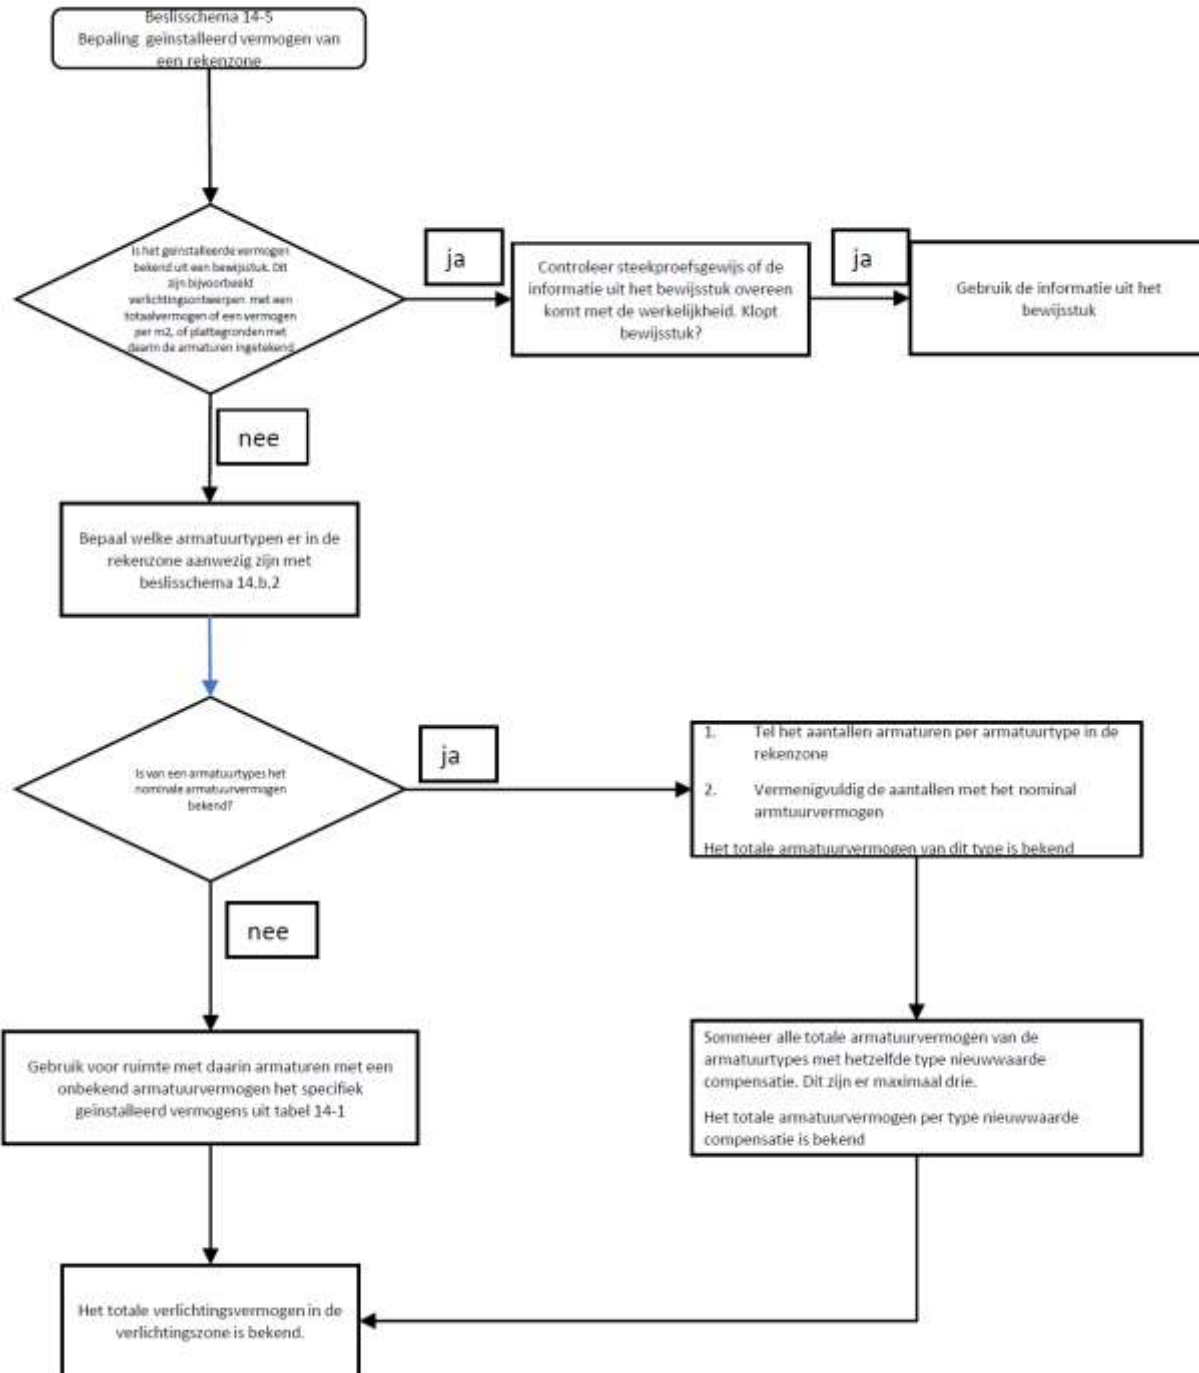 Beslisschema 14-5
Bepaling geïnstalleerd vermogen van
een rekenzone
Is het geïnstalleerde vermogen
bekend uit een bewijsstuk. Dit
zijn bijvoorbeeld
verlichtingsontwerpen met een
totaalvermogen of een vermogen
per m2, of plattegronden met
daarin de armaturen ingetekend
ja
Controleer steekproefsgewijs of de
informatie uit het bewijsstuk overeen
komt met de werkelijkheid. Klopt
bewijsstuk?
ja
Gebruik de informatie uit het
bewijsstuk
nee
Bepaal welke armatuurtypen er in de
rekenzone aanwezig zijn met
beslisschema 14.b.2
Is van een armatuurtypes het
nominale armatuurvermogen
bekend?
ja
1. Tel het aantallen armaturen per armatuurtype in de
rekenzone
2. Vermenigvuldig de aantallen met het nominal
armtuurvermogen
Het totale armatuurvermogen van dit type is bekend
nee
Gebruik voor ruimte met daarin armaturen met een
onbekend armatuurvermogen het specifiek
geïnstalleerd vermogens uit tabel 14-1
Sommeer alle totale armatuurvermogen van de
armatuurtypes met hetzelfde type nieuwwaarde
compensatie. Dit zijn er maximaal drie.
Het totale armatuurvermogen per type nieuwwaarde
compensatie is bekend
Het totale verlichtingsvermogen in de
verlichtingszone is bekend.